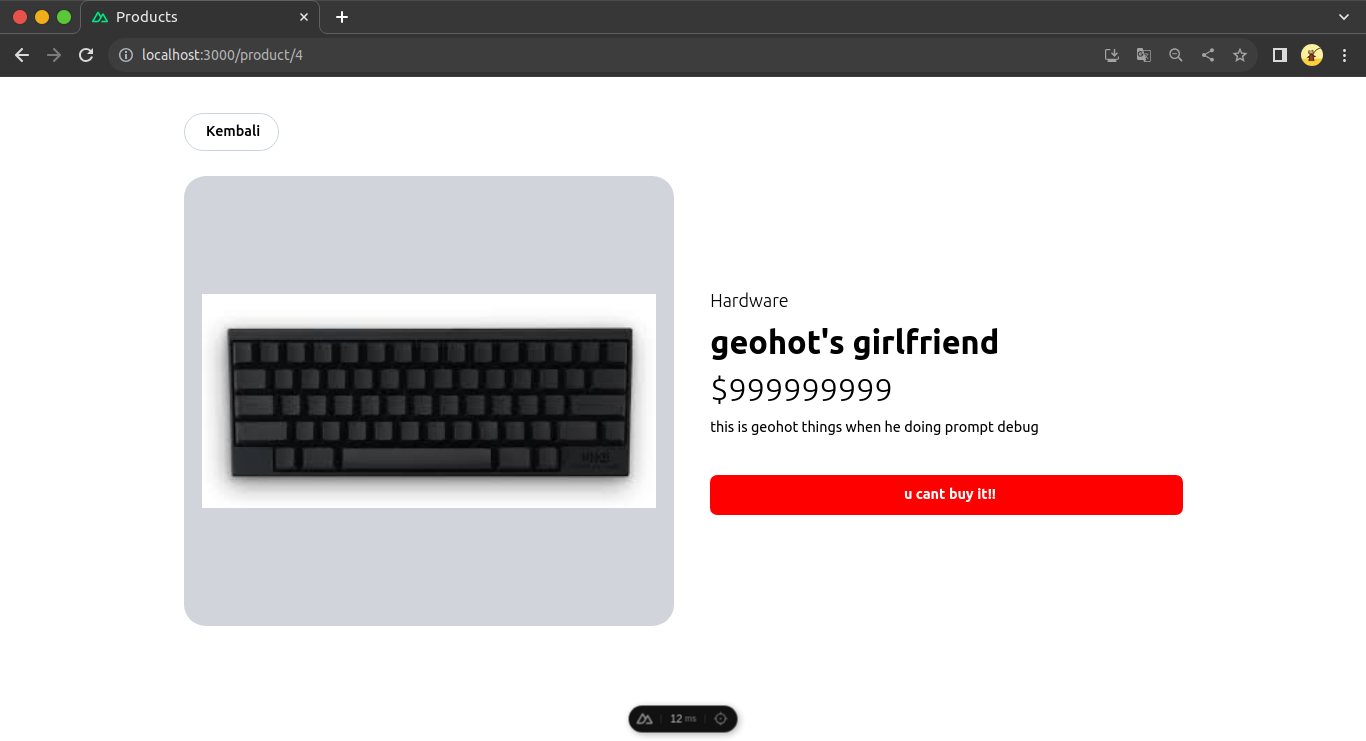 Products
localhost:3000/product/4
Kembali
Hardware
geohot's girlfriend
$999999999
this is geohot things when he doing prompt debug
u cant buy it!!
12 ms